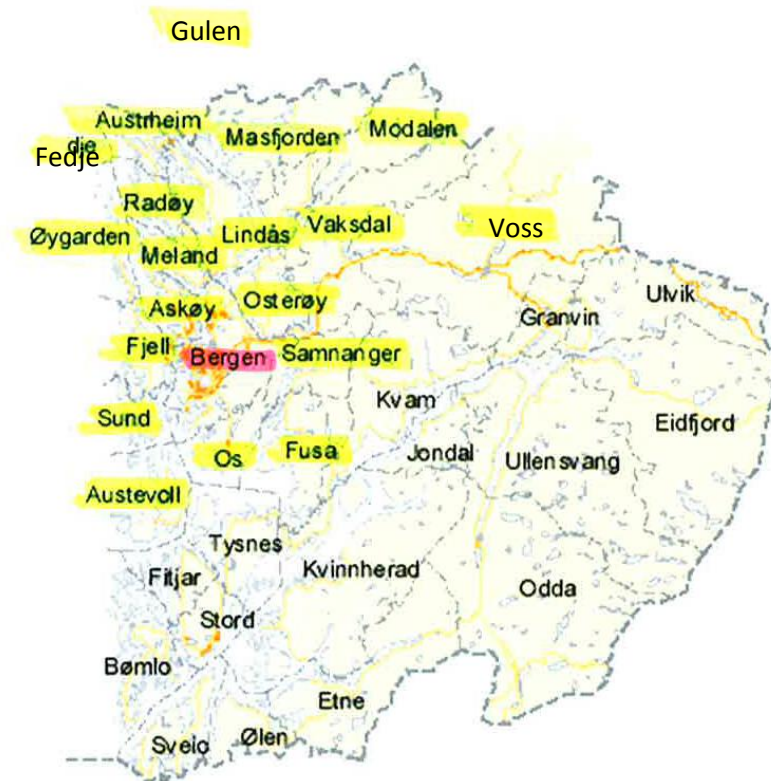 Gulen
Austrheim
Masfjorden
Modalen
Fedje
Radøy
Øygarden
Meland
Lindås
Vaksdal
Voss
Askøy
Osterøy
Ulvik
Granvin
Fjell
Bergen
Samnanger
Kvam
Sund
Eidfjord
Os
Fusa
Jondal
Ullensvang
Austevoll
Tysnes
Fitjar
Kvinnherad
Odda
Stord
Bømlo
Etne
Sveio
Ølen